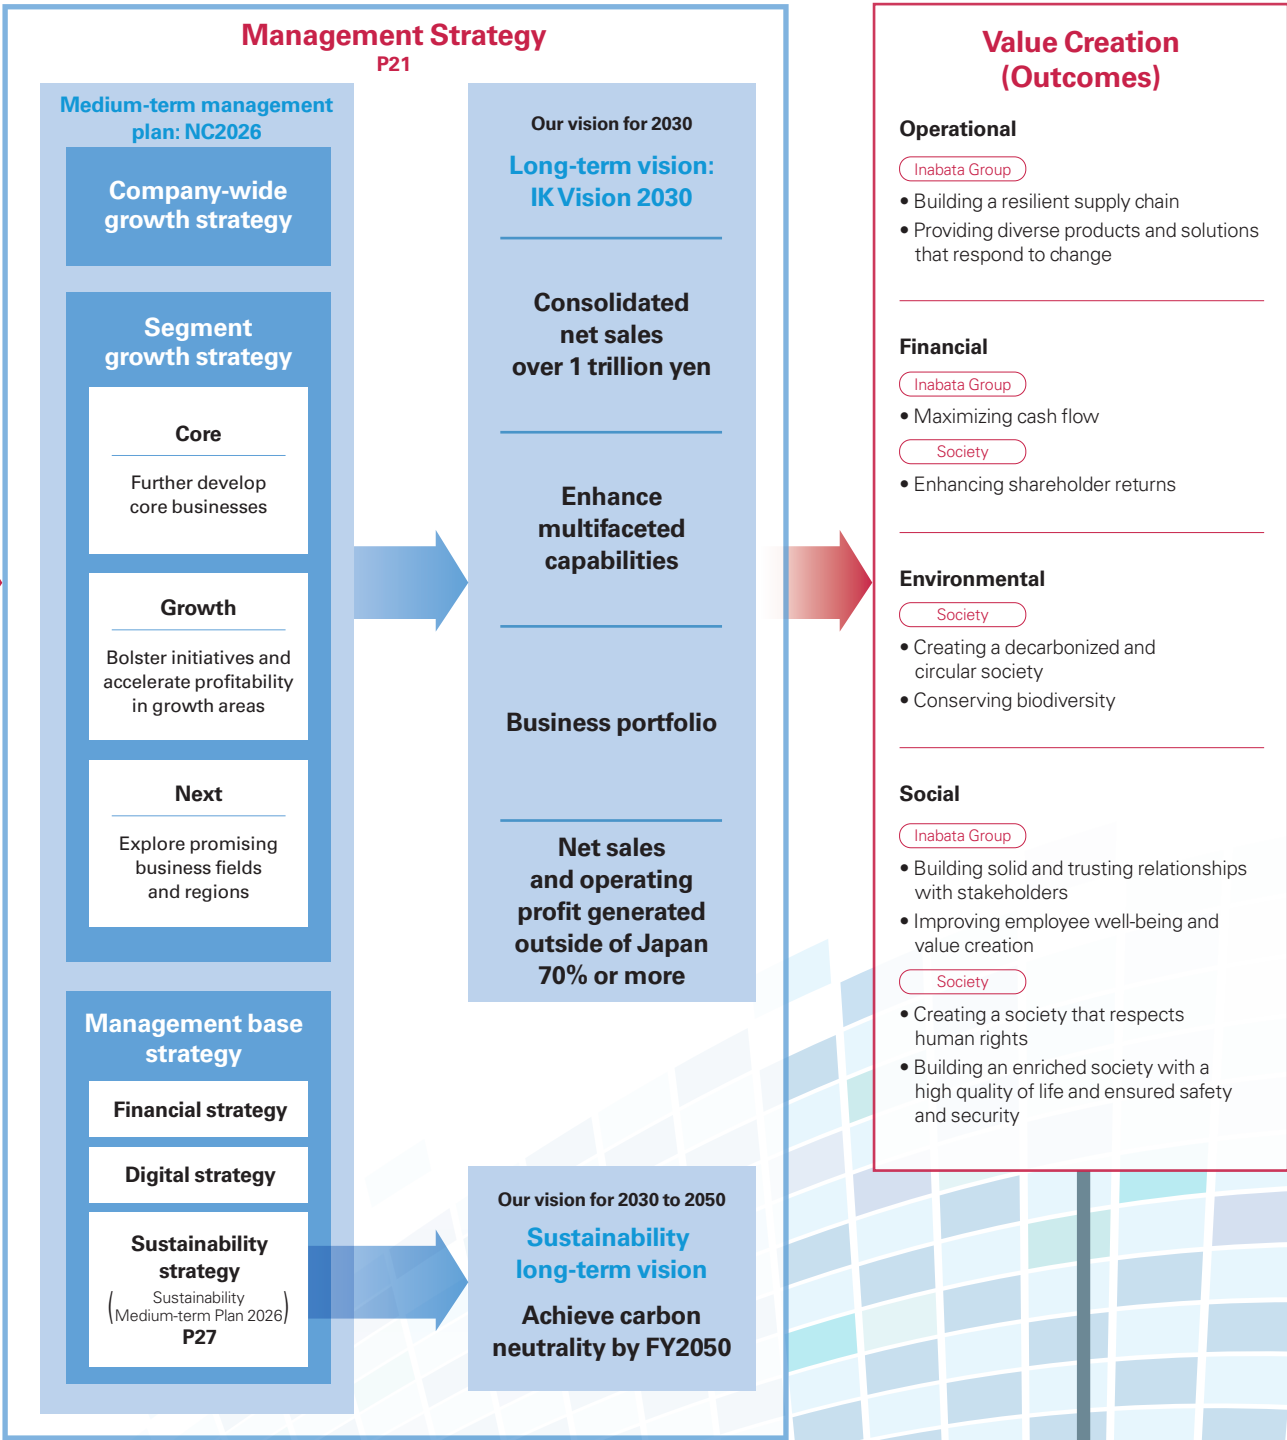 Management Strategy
P21
Medium-term management
plan: NC2026
Company-wide
growth strategy
Segment
growth strategy
Core
Further develop
core businesses
Growth
Bolster initiatives and
accelerate profitability
in growth areas
Next
Explore promising
business fields
and regions
Management base
strategy
Financial strategy
Digital strategy
Sustainability
strategy
(Sustainability
Medium-term Plan 2026)
P27
Our vision for 2030
Long-term vision:
IK Vision 2030
Consolidated
net sales
over 1 trillion yen
Enhance
multifaceted
capabilities
Business portfolio
Net sales
and operating
profit generated
outside of Japan
70% or more
Our vision for 2030 to 2050
Sustainability
long-term vision
Achieve carbon
neutrality by FY2050
Value Creation
(Outcomes)
Operational
Inabata Group
• Building a resilient supply chain
• Providing diverse products and solutions
that respond to change
Financial
Inabata Group
• Maximizing cash flow
Society
• Enhancing shareholder returns
Environmental
Society
• Creating a decarbonized and
circular society
• Conserving biodiversity
Social
Inabata Group
• Building solid and trusting relationships
with stakeholders
• Improving employee well-being and
value creation
Society
• Creating a society that respects
human rights
• Building an enriched society with a
high quality of life and ensured safety
and security